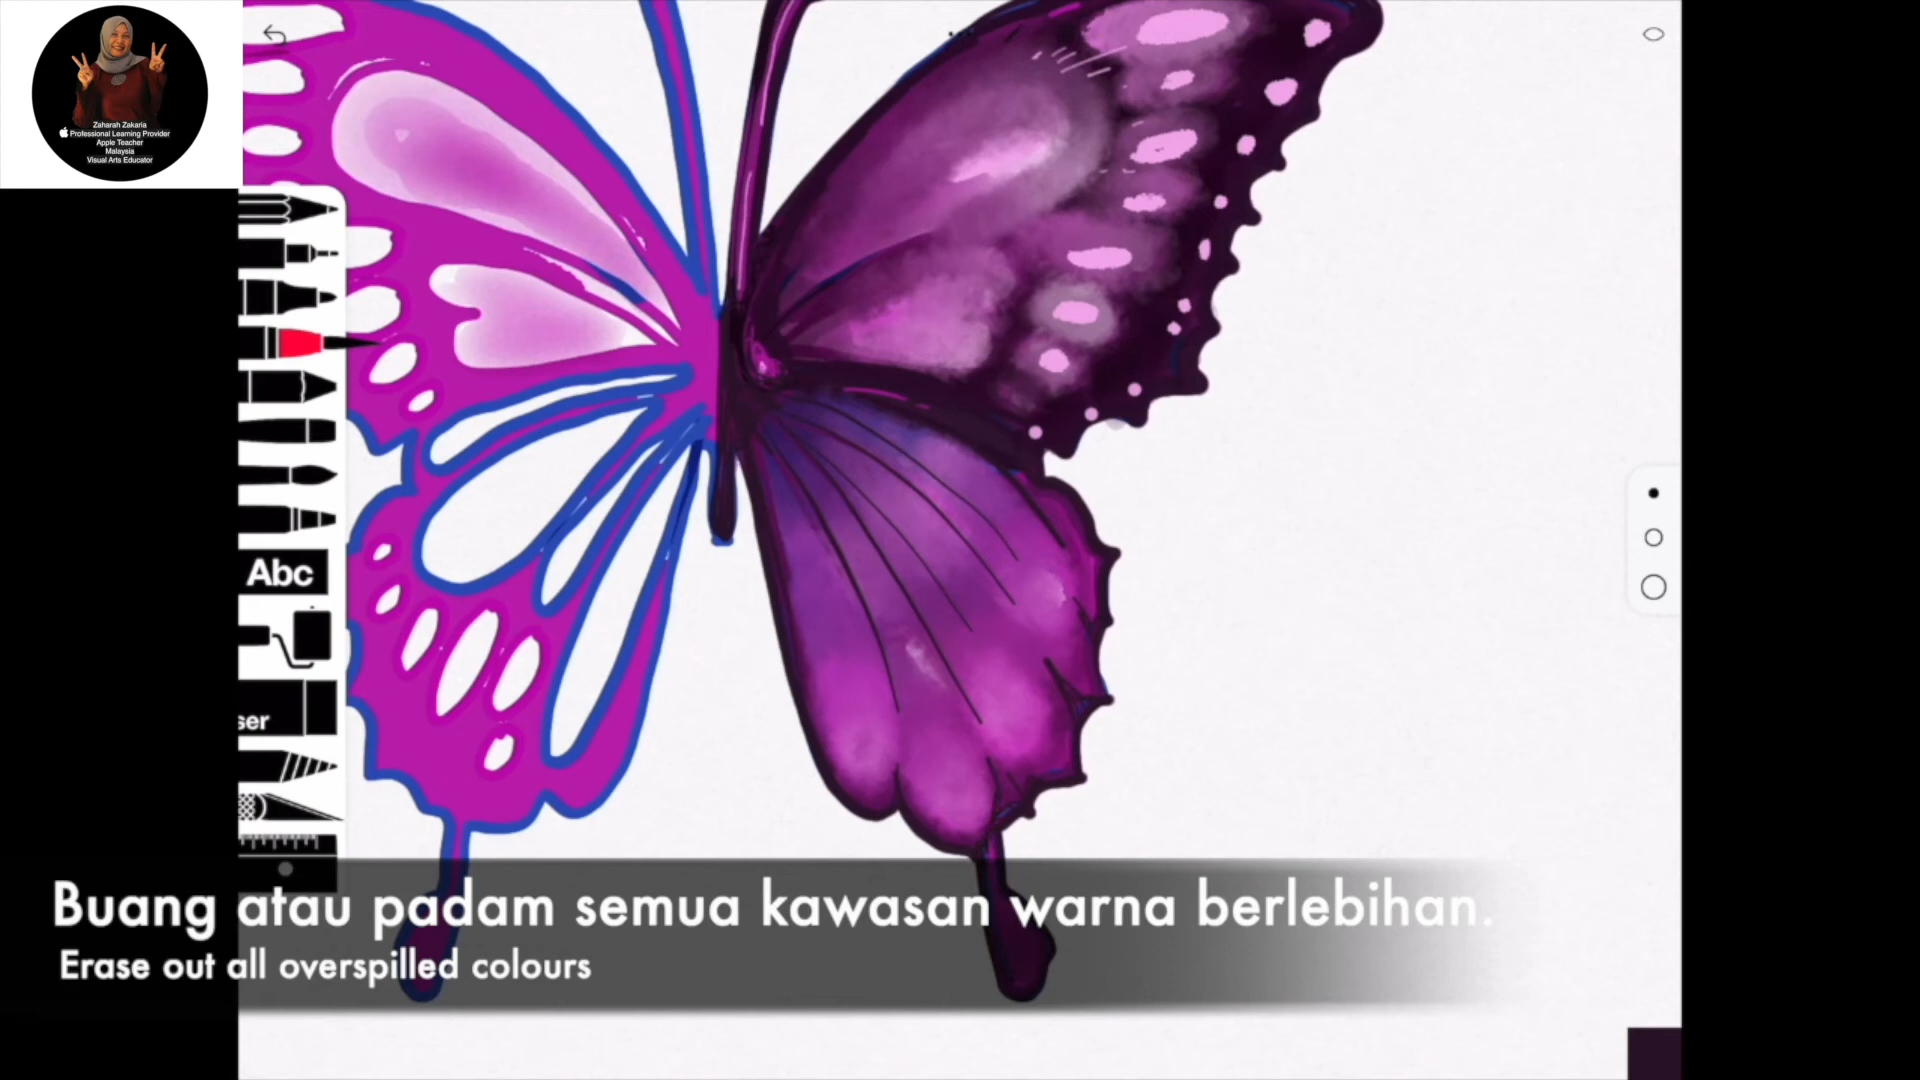 Zaharah Zakaria
Professional Learning Provider
Apple Teacher
Malaysia
Visual Arts Educator
Abc
ser
Buang atau padam semua kawasan warna berlebihan.
Erase out all overspilled colours